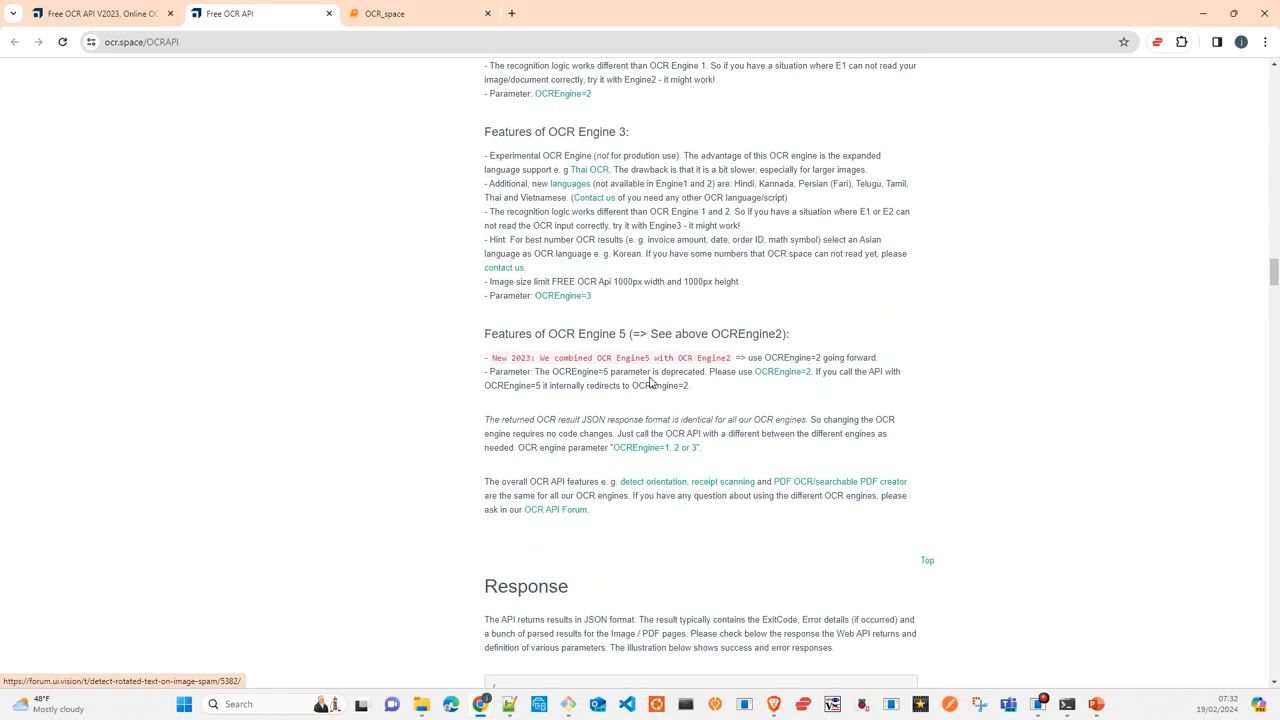 Free OCR API V2023, Online OC
Free OCR API
OCR_space
ocr.space/OCRAPI
- The recognition logic works different than OCR Engine 1. So if you have a situation where E1 can not read your
image/document correctly, try it with Engine2 - it might work!
- Parameter: OCREngine=2
Features of OCR Engine 3:
- Experimental OCR Engine (not for prodution use). The advantage of this OCR engine is the expanded
language support e. g Thai OCR. The drawback is that it is a bit slower, especially for larger images.
- Additional, new languages (not available in Engine1 and 2) are: Hindi, Kannada, Persian (Fari), Telugu, Tamil,
Thai and Vietnamese. (Contact us of you need any other OCR language/script)
- The recognition logic works different than OCR Engine 1 and 2. So if you have a situation where E1 or E2 can
not read the OCR input correctly, try it with Engine3 - it might work!
- Hint: For best number OCR results (e. g. invoice amount, date, order ID, math symbol) select an Asian
language as OCR language e. g. Korean. If you have some numbers that OCR.space can not read yet, please
contact us.
- Image size limit FREE OCR Api 1000px width and 1000px height
- Parameter: OCREngine=3
Features of OCR Engine 5 (=> See above OCREngine2):
- New 2023: We combined OCR Engine5 with OCR Engine2 => use OCREngine=2 going forward.
- Parameter: The OCREngine=5 parameter is deprecated. Please use OCREngine=2. If you call the API with
OCREngine=5 it internally redirects to OCREngine=2.
The returned OCR result JSON response format is identical for all our OCR engines. So changing the OCR
engine requires no code changes. Just call the OCR API with a different between the different engines as
needed. OCR engine parameter "OCREngine=1, 2 or 3".
The overall OCR API features e. g. detect orientation, receipt scanning and PDF OCR/searchable PDF creator
are the same for all our OCR engines. If you have any question about using the different OCR engines, please
ask in our OCR API Forum.
Top
Response
The API returns results in JSON format. The result typically contains the ExitCode, Error details (if occurred) and
a bunch of parsed results for the Image / PDF pages. Please check below the response the Web API returns and
definition of various parameters. The illustration below shows success and error responses.
{
https://forum.ui.vision/t/detect-rotated-text-on-image-spam/5382/
48°F
Mostly cloudy
Search
07:32
19/02/2024